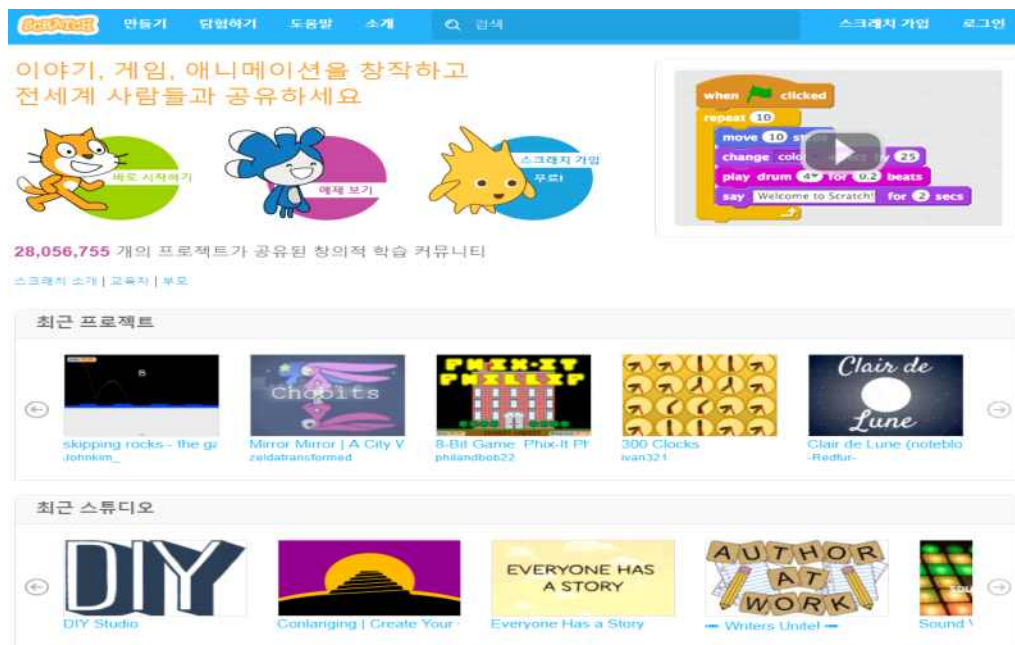 SCRATCH 만들기 탐험하기 도움말 소개 검색 스크래치 가입 로그인
이야기, 게임, 애니메이션을 창작하고
전세계 사람들과 공유하세요
바로 시작하기
예제 보기
스크래치 가입
무료!
when clicked
repeat 10
move 10
change by 25
play drum 4 for 0.2 beats
say Welcome to Scratch! for 2 secs
28,056,755 개의 프로젝트가 공유된 창의적 학습 커뮤니티
스크래치 소개 | 교육자 | 부모
최근 프로젝트
8
Chobits
PHIX-IT
PHILLIP
Clair de
Lune
skipping rocks - the ga
Johnkim_
Mirror Mirror | A City V
zeldatransformed
8-Bit Game: Phix-It Ph
philandbob22
300 Clocks
ivan321
Clair de Lune (noteblo
-Redfur-
최근 스튜디오
DIY
EVERYONE HAS
A STORY
AUTHOR
AT
WORK
DIY Studio
Conlanging | Create Your
Everyone Has a Story
Writers Unite!
Sound